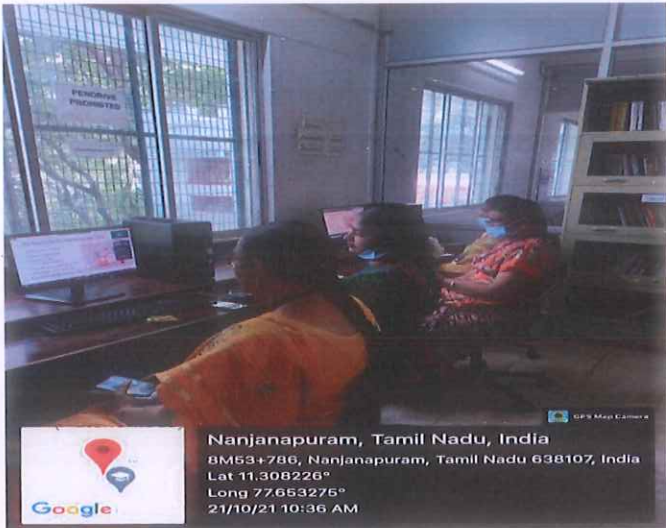 PENDRIVE
PROHIBITED
GPS Map Camera
Nanjanapuram, Tamil Nadu, India
8M53+786, Nanjanapuram, Tamil Nadu 638107, India
Lat 11.308226°
Long 77.653275°
21/10/21 10:36 AM
Google